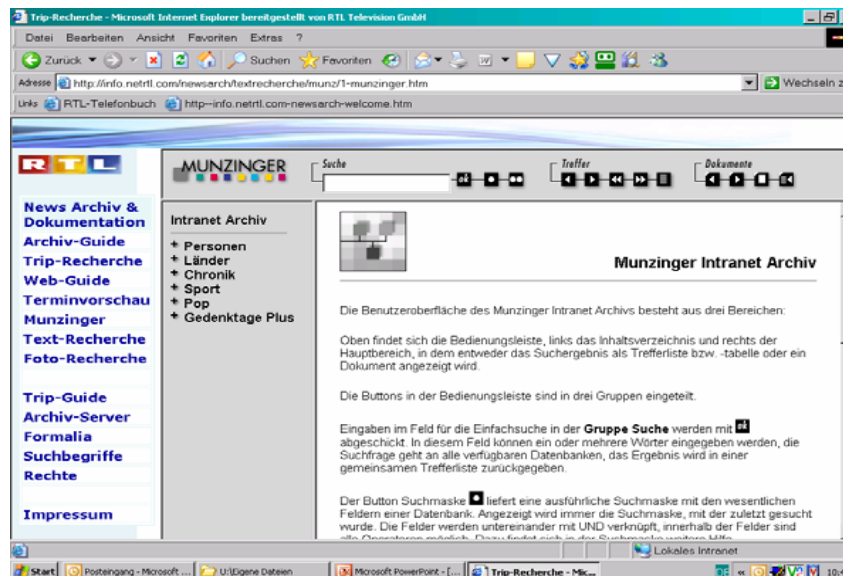 Trip-Recherche - Microsoft Internet Explorer bereitgestellt von RTL Television GmbH
Datei Bearbeiten Ansicht Favoriten Extras ?
Zurück Suchen Favoriten
Adresse http://info.netrtl.com/newsarch/textrecherche/munz/1-munzinger.htm Wechseln z
Links RTL-Telefonbuch http--info.netrtl.com-newsarch-welcome.htm
RTL
MUNZINGER
Suche
ok
Treffer
Dokumente
News Archiv &
Dokumentation
Archiv-Guide
Trip-Recherche
Web-Guide
Terminvorschau
Munzinger
Text-Recherche
Foto-Recherche
Trip-Guide
Archiv-Server
Formalia
Suchbegriffe
Rechte
Impressum
Intranet Archiv
+ Personen
+ Länder
+ Chronik
+ Sport
+ Pop
+ Gedenktage Plus
Munzinger Intranet Archiv
Die Benutzeroberfläche des Munzinger Intranet Archivs besteht aus drei Bereichen:
Oben findet sich die Bedienungsleiste, links das Inhaltsverzeichnis und rechts der
Hauptbereich, in dem entweder das Suchergebnis als Trefferliste bzw. -tabelle oder ein
Dokument angezeigt wird.
Die Buttons in der Bedienungsleiste sind in drei Gruppen eingeteilt.
Eingaben im Feld für die Einfachsuche in der Gruppe Suche werden mit ok
abgeschickt. In diesem Feld können ein oder mehrere Wörter eingegeben werden, die
Suchfrage geht an alle verfügbaren Datenbanken, das Ergebnis wird in einer
gemeinsamen Trefferliste zurückgegeben.
Der Button Suchmaske liefert eine ausführliche Suchmaske mit den wesentlichen
Feldern einer Datenbank. Angezeigt wird immer die Suchmaske, mit der zuletzt gesucht
wurde. Die Felder werden untereinander mit UND verknüpft, innerhalb der Felder sind
Lokales Intranet
Start Posteingang - Microsoft ... U:\Eigene Dateien Microsoft PowerPoint - [... Trip-Recherche - Mic... DE « 10:4